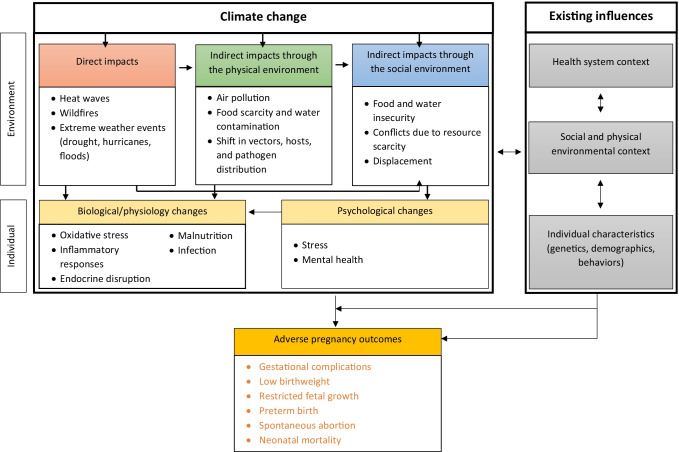 Climate change
Existing influences
Environment
Direct impacts
• Heat waves
• Wildfires
• Extreme weather events
(drought, hurricanes,
floods)
Indirect impacts through
the physical environment
• Air pollution
• Food scarcity and water
contamination
• Shift in vectors, hosts,
and pathogen
distribution
Indirect impacts through
the social environment
• Food and water
insecurity
• Conflicts due to resource
scarcity
• Displacement
Health system context
Social and physical
environmental context
Individual characteristics
(genetics, demographics,
behaviors)
Individual
Biological/physiology changes
• Oxidative stress
• Inflammatory
responses
• Endocrine disruption
• Malnutrition
• Infection
Psychological changes
• Stress
• Mental health
Adverse pregnancy outcomes
• Gestational complications
• Low birthweight
• Restricted fetal growth
• Preterm birth
• Spontaneous abortion
• Neonatal mortality